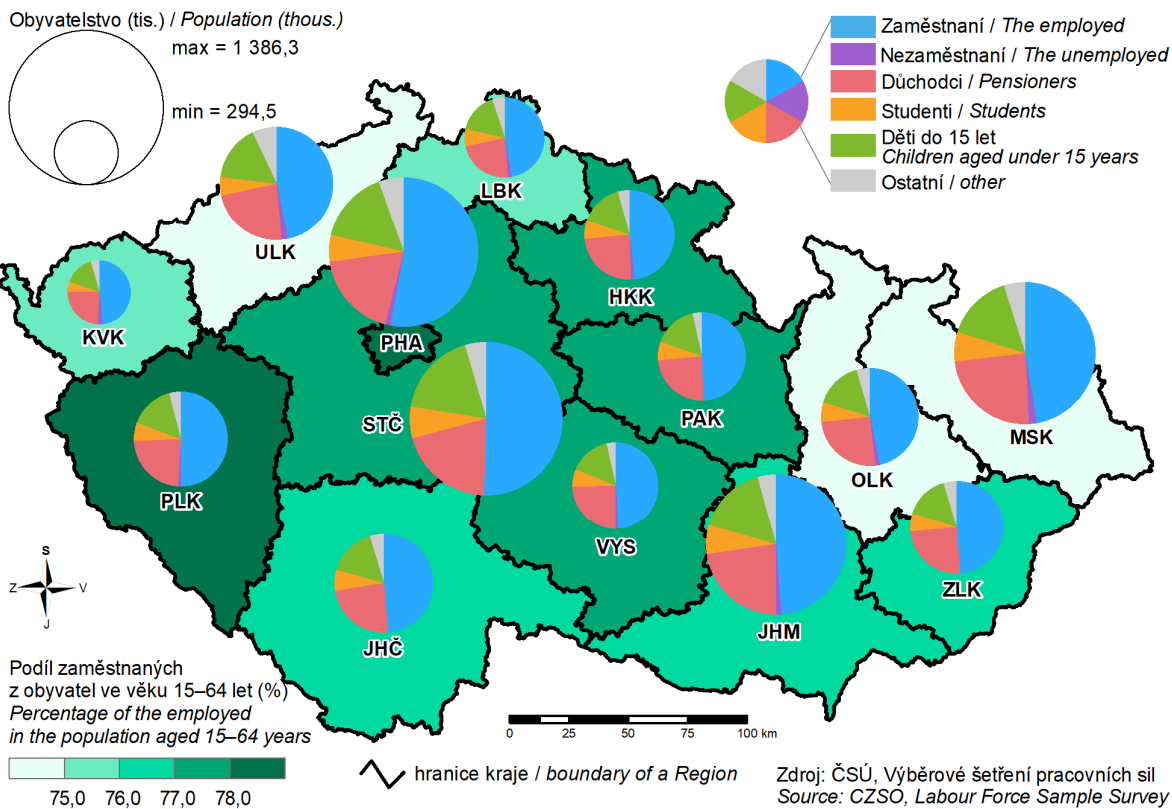 Obyvatelstvo (tis.) / Population (thous.)
max = 1 386,3
min = 294,5
Zaměstnaní / The employed
Nezaměstnaní / The unemployed
Důchodci / Pensioners
Studenti / Students
Děti do 15 let
Children aged under 15 years
Ostatní / other
LBK
ULK
HKK
KVK
PHA
STČ
PAK
MSK
OLK
PLK
VYS
ZLK
JHM
JHČ
S
Z
V
J
Podíl zaměstnaných
z obyvatel ve věku 15–64 let (%)
Percentage of the employed
in the population aged 15–64 years
75,0 76,0 77,0 78,0
0 25 50 75 100 km
hranice kraje / boundary of a Region
Zdroj: ČSÚ, Výběrové šetření pracovních sil
Source: CZSO, Labour Force Sample Survey